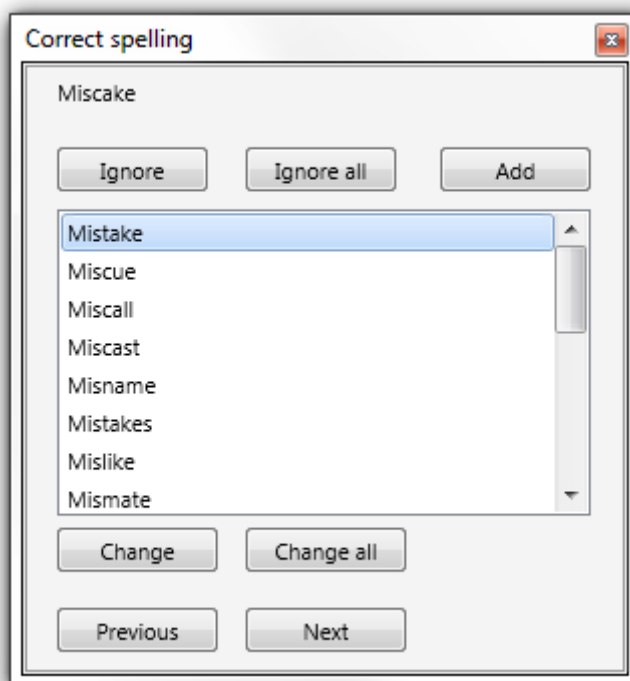 Correct spelling
Miscake
Ignore Ignore all Add
Mistake
Miscue
Miscall
Miscast
Misname
Mistakes
Mislike
Mismate
Change Change all
Previous Next